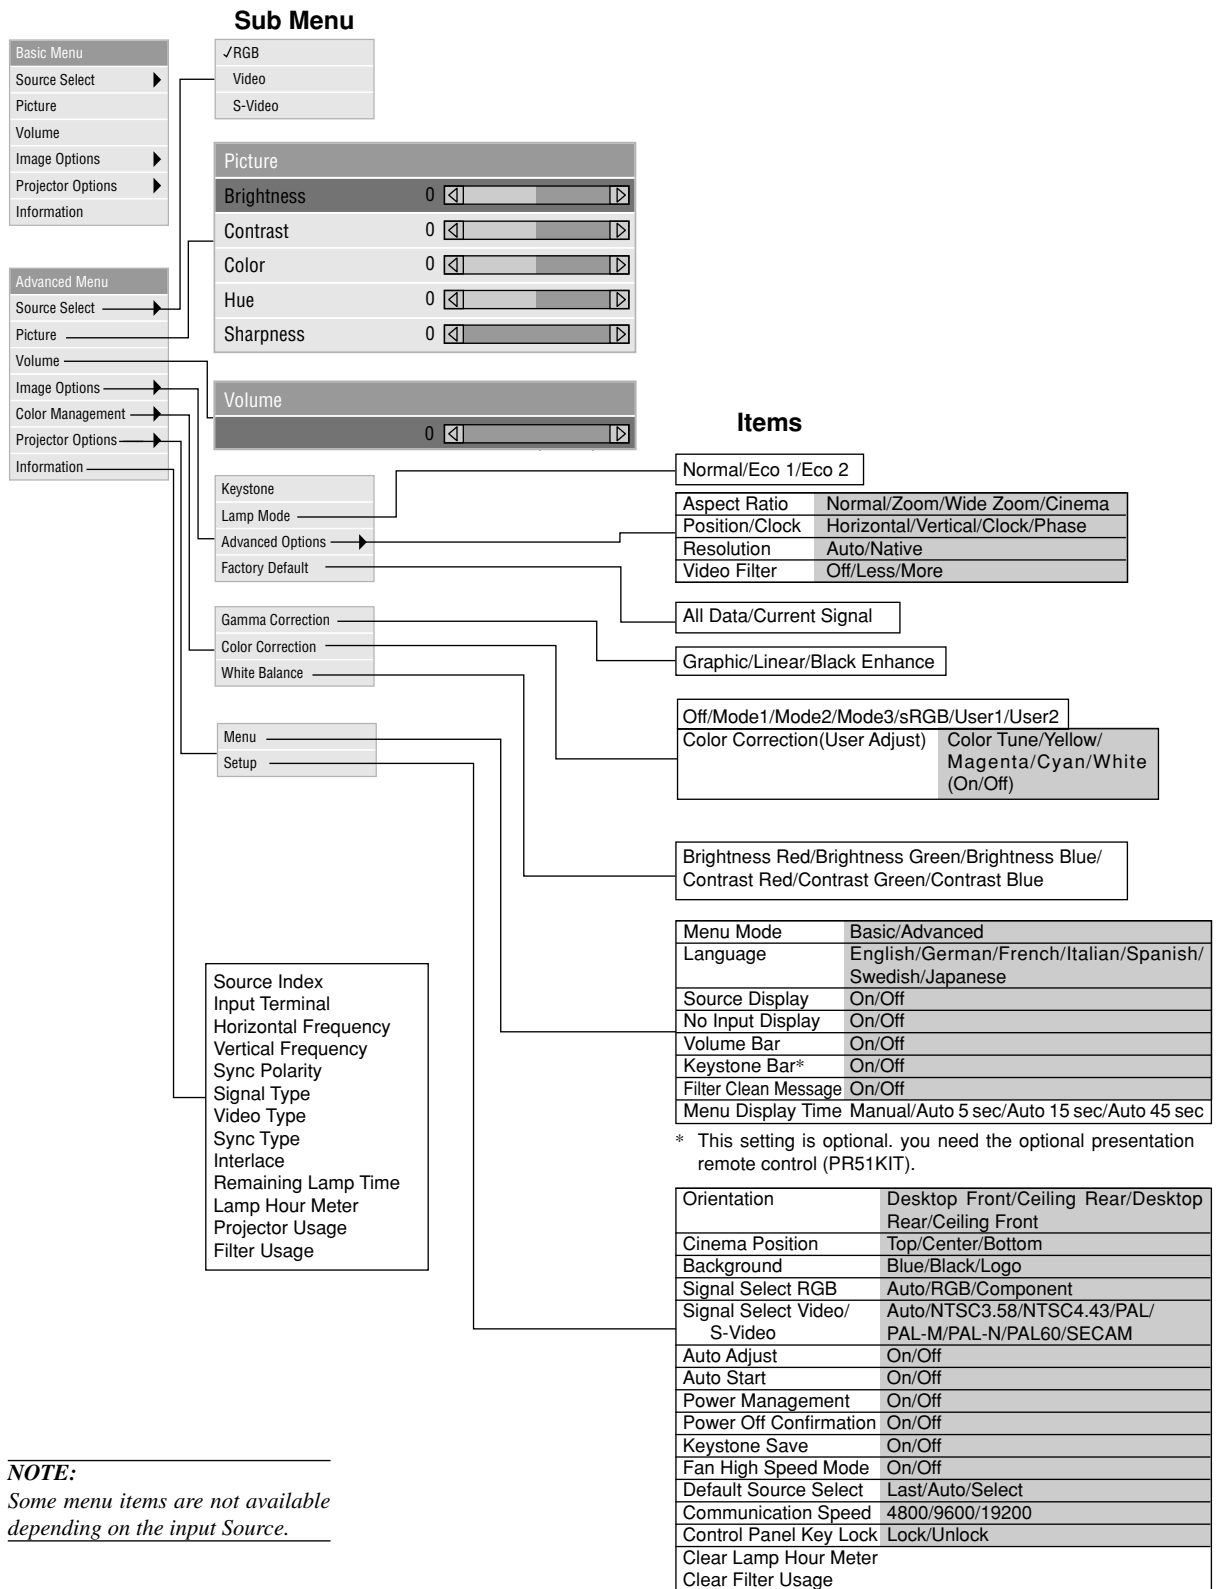 Sub Menu
Basic Menu
Source Select
Picture
Volume
Image Options
Projector Options
Information
✓RGB
Video
S-Video
Picture
Brightness 0
Contrast 0
Color 0
Hue 0
Sharpness 0
Advanced Menu
Source Select
Picture
Volume
Image Options
Color Management
Projector Options
Information
Volume
0
Items
Keystone
Lamp Mode
Advanced Options
Factory Default
Normal/Eco 1/Eco 2
Aspect Ratio Normal/Zoom/Wide Zoom/Cinema
Position/Clock Horizontal/Vertical/Clock/Phase
Resolution Auto/Native
Video Filter Off/Less/More
All Data/Current Signal
Gamma Correction
Color Correction
White Balance
Graphic/Linear/Black Enhance
Off/Mode1/Mode2/Mode3/sRGB/User1/User2
Color Correction(User Adjust) Color Tune/Yellow/
Magenta/Cyan/White
(On/Off)
Menu
Setup
Brightness Red/Brightness Green/Brightness Blue/
Contrast Red/Contrast Green/Contrast Blue
Menu Mode Basic/Advanced
Language English/German/French/Italian/Spanish/
Swedish/Japanese
Source Display On/Off
No Input Display On/Off
Volume Bar On/Off
Keystone Bar* On/Off
Filter Clean Message On/Off
Menu Display Time Manual/Auto 5 sec/Auto 15 sec/Auto 45 sec
* This setting is optional. you need the optional presentation
remote control (PR51KIT).
Source Index
Input Terminal
Horizontal Frequency
Vertical Frequency
Sync Polarity
Signal Type
Video Type
Sync Type
Interlace
Remaining Lamp Time
Lamp Hour Meter
Projector Usage
Filter Usage
Orientation Desktop Front/Ceiling Rear/Desktop
Rear/Ceiling Front
Cinema Position Top/Center/Bottom
Background Blue/Black/Logo
Signal Select RGB Auto/RGB/Component
Signal Select Video/ Auto/NTSC3.58/NTSC4.43/PAL/
S-Video PAL-M/PAL-N/PAL60/SECAM
Auto Adjust On/Off
Auto Start On/Off
Power Management On/Off
Power Off Confirmation On/Off
Keystone Save On/Off
Fan High Speed Mode On/Off
Default Source Select Last/Auto/Select
Communication Speed 4800/9600/19200
Control Panel Key Lock Lock/Unlock
Clear Lamp Hour Meter
Clear Filter Usage
NOTE:
Some menu items are not available
depending on the input Source.